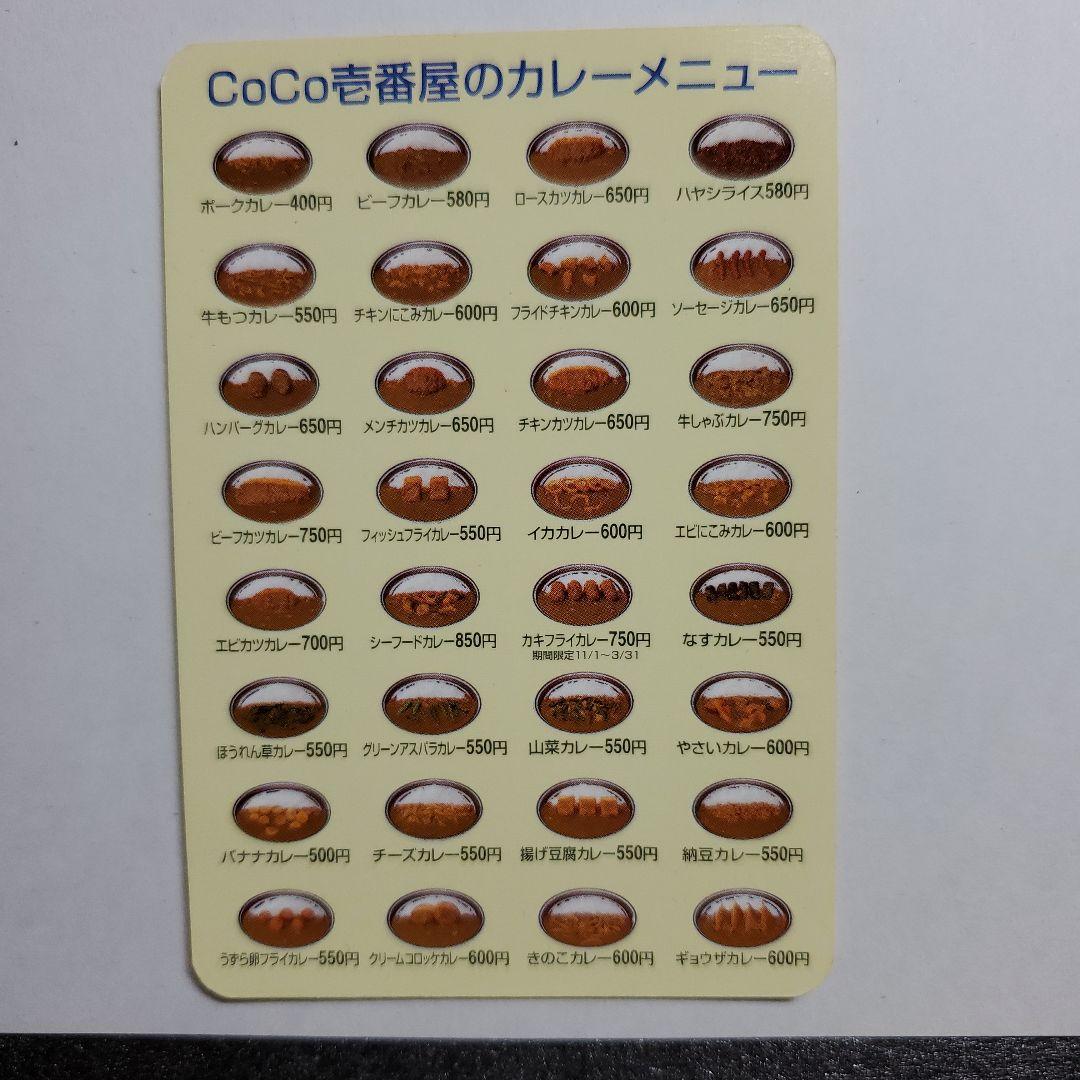 CoCo壱番屋のカレーメニュー
ポークカレー400円 ビーフカレー580円 ロースカツカレー650円 ハヤシライス580円
牛もつカレー550円 チキンにこみカレー600円 フライドチキンカレー600円 ソーセージカレー650円
ハンバーグカレー650円 メンチカツカレー650円 チキンカツカレー650円 牛しゃぶカレー750円
ビーフカツカレー750円 フィッシュフライカレー550円 イカカレー600円 エビにこみカレー600円
エビカツカレー700円 シーフードカレー850円 カキフライカレー750円 なすカレー550円
期間限定11/1〜3/31
ほうれん草カレー550円 グリーンアスパラカレー550円 山菜カレー550円 やさいカレー600円
バナナカレー500円 チーズカレー550円 揚げ豆腐カレー550円 納豆カレー550円
うずら卵フライカレー550円 クリームコロッケカレー600円 きのこカレー600円 ギョウザカレー600円